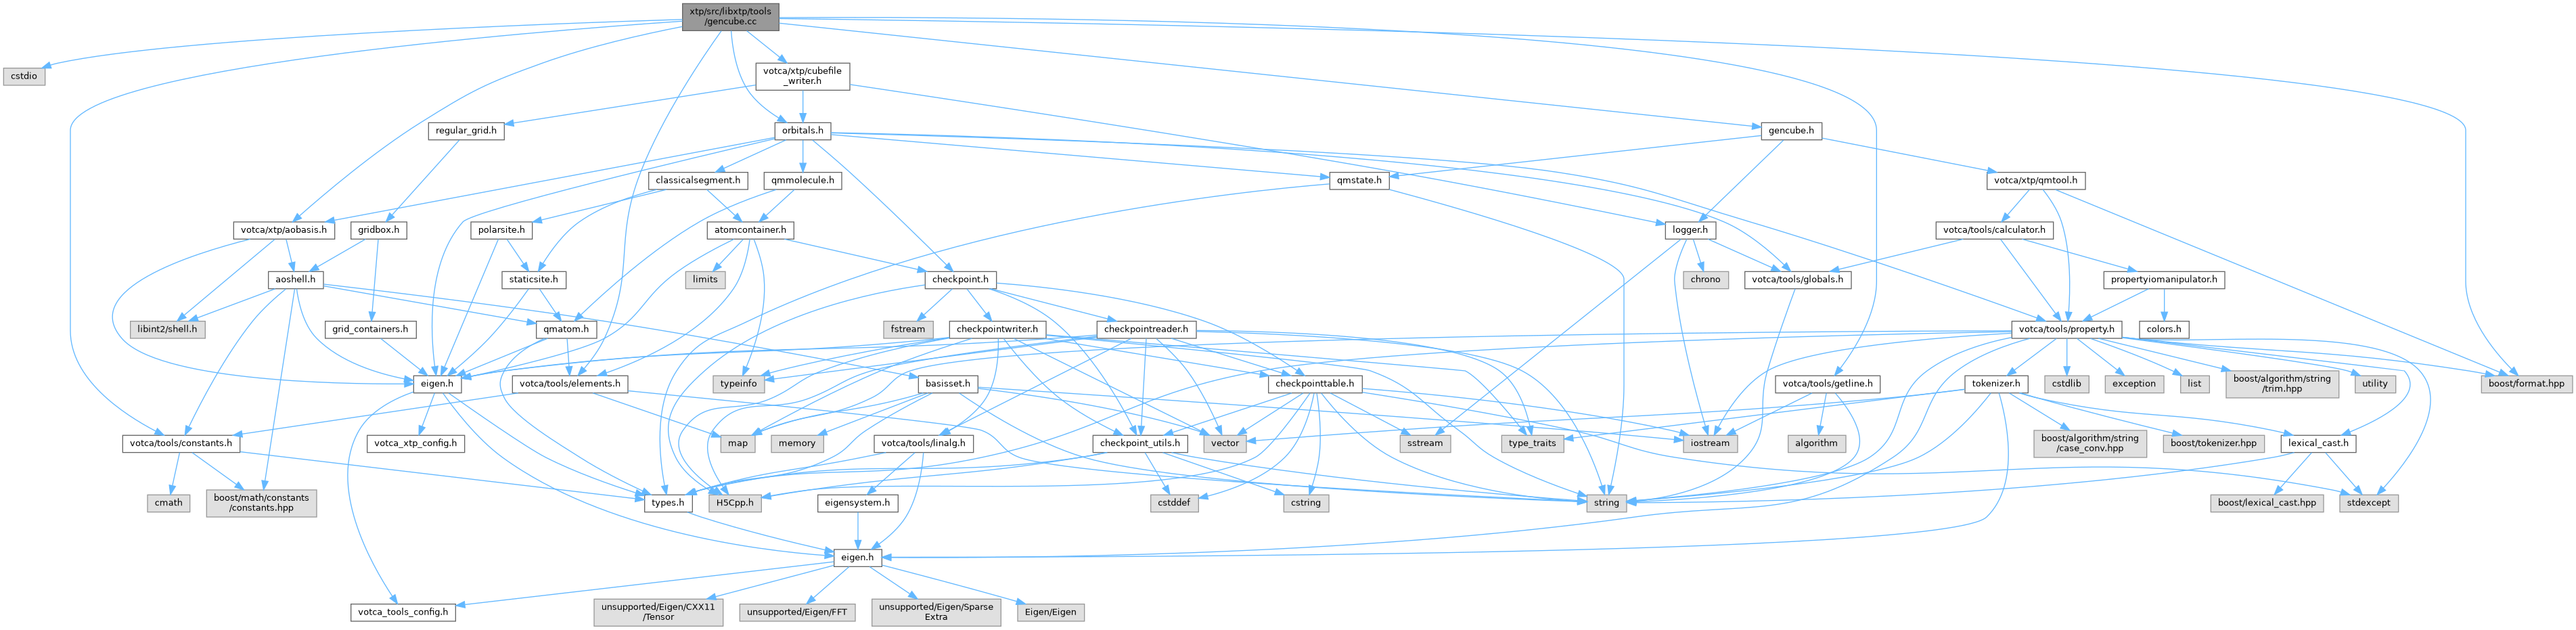 xtp/src/libxtp/tools
/gencube.cc
cstdio
votca/xtp/cubefile
_writer.h
regular_grid.h
orbitals.h
gencube.h
classicalsegment.h
qmmolecule.h
qmstate.h
votca/xtp/qmtool.h
votca/xtp/aobasis.h
gridbox.h
polarsite.h
atomcontainer.h
logger.h
votca/tools/calculator.h
aoshell.h
staticsite.h
limits
checkpoint.h
chrono
votca/tools/globals.h
propertyiomanipulator.h
libint2/shell.h
grid_containers.h
qmatom.h
fstream
checkpointwriter.h
checkpointreader.h
votca/tools/property.h
colors.h
eigen.h
votca/tools/elements.h
typeinfo
basisset.h
checkpointtable.h
votca/tools/getline.h
tokenizer.h
cstdlib
exception
list
boost/algorithm/string
/trim.hpp
utility
boost/format.hpp
votca/tools/constants.h
votca_xtp_config.h
map
memory
votca/tools/linalg.h
checkpoint_utils.h
vector
sstream
type_traits
iostream
algorithm
boost/algorithm/string
/case_conv.hpp
boost/tokenizer.hpp
lexical_cast.h
cmath
boost/math/constants
/constants.hpp
types.h
H5Cpp.h
eigensystem.h
cstddef
cstring
string
boost/lexical_cast.hpp
stdexcept
eigen.h
votca_tools_config.h
unsupported/Eigen/CXX11
/Tensor
unsupported/Eigen/FFT
unsupported/Eigen/Sparse
Extra
Eigen/Eigen